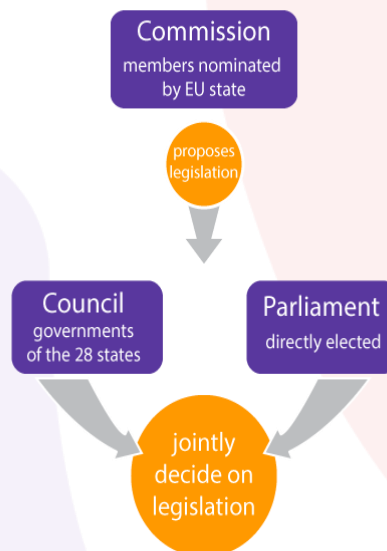 Commission
members nominated
by EU state
proposes
legislation
Council
governments
of the 28 states
Parliament
directly elected
jointly
decide on
legislation